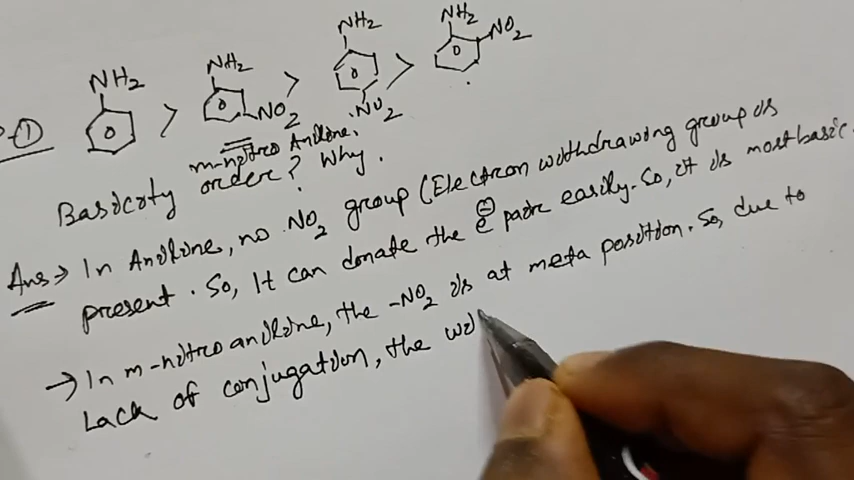 NH2 NH2 NH2 NH2
NO2
① > NO2 > NO2 >
m-nitro Aniline.
Basicity order? Why.
Ans→ In Aniline, no NO2 group (Electron withdrawing group is
present. So, It can donate the e⊖ pair easily. So, it is most basic.
→ In m-nitro aniline, the -NO2 is at meta position. So, due to
Lack of conjugation, the wi